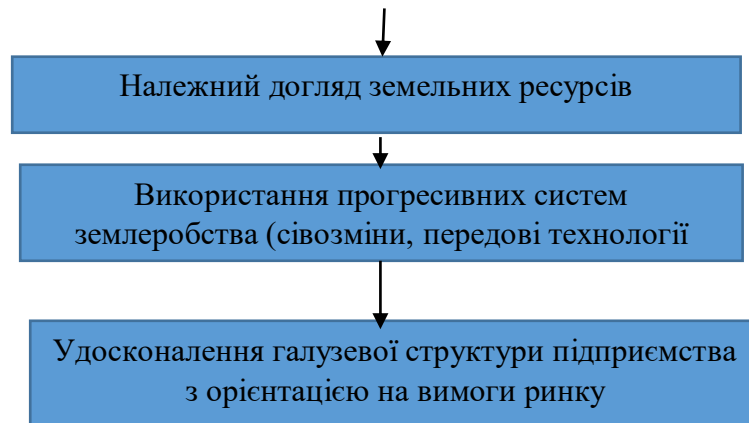 Належний догляд земельних ресурсів
Використання прогресивних систем
землеробства (сівозміни, передові технології
Удосконалення галузевої структури підприємства
з орієнтацією на вимоги ринку